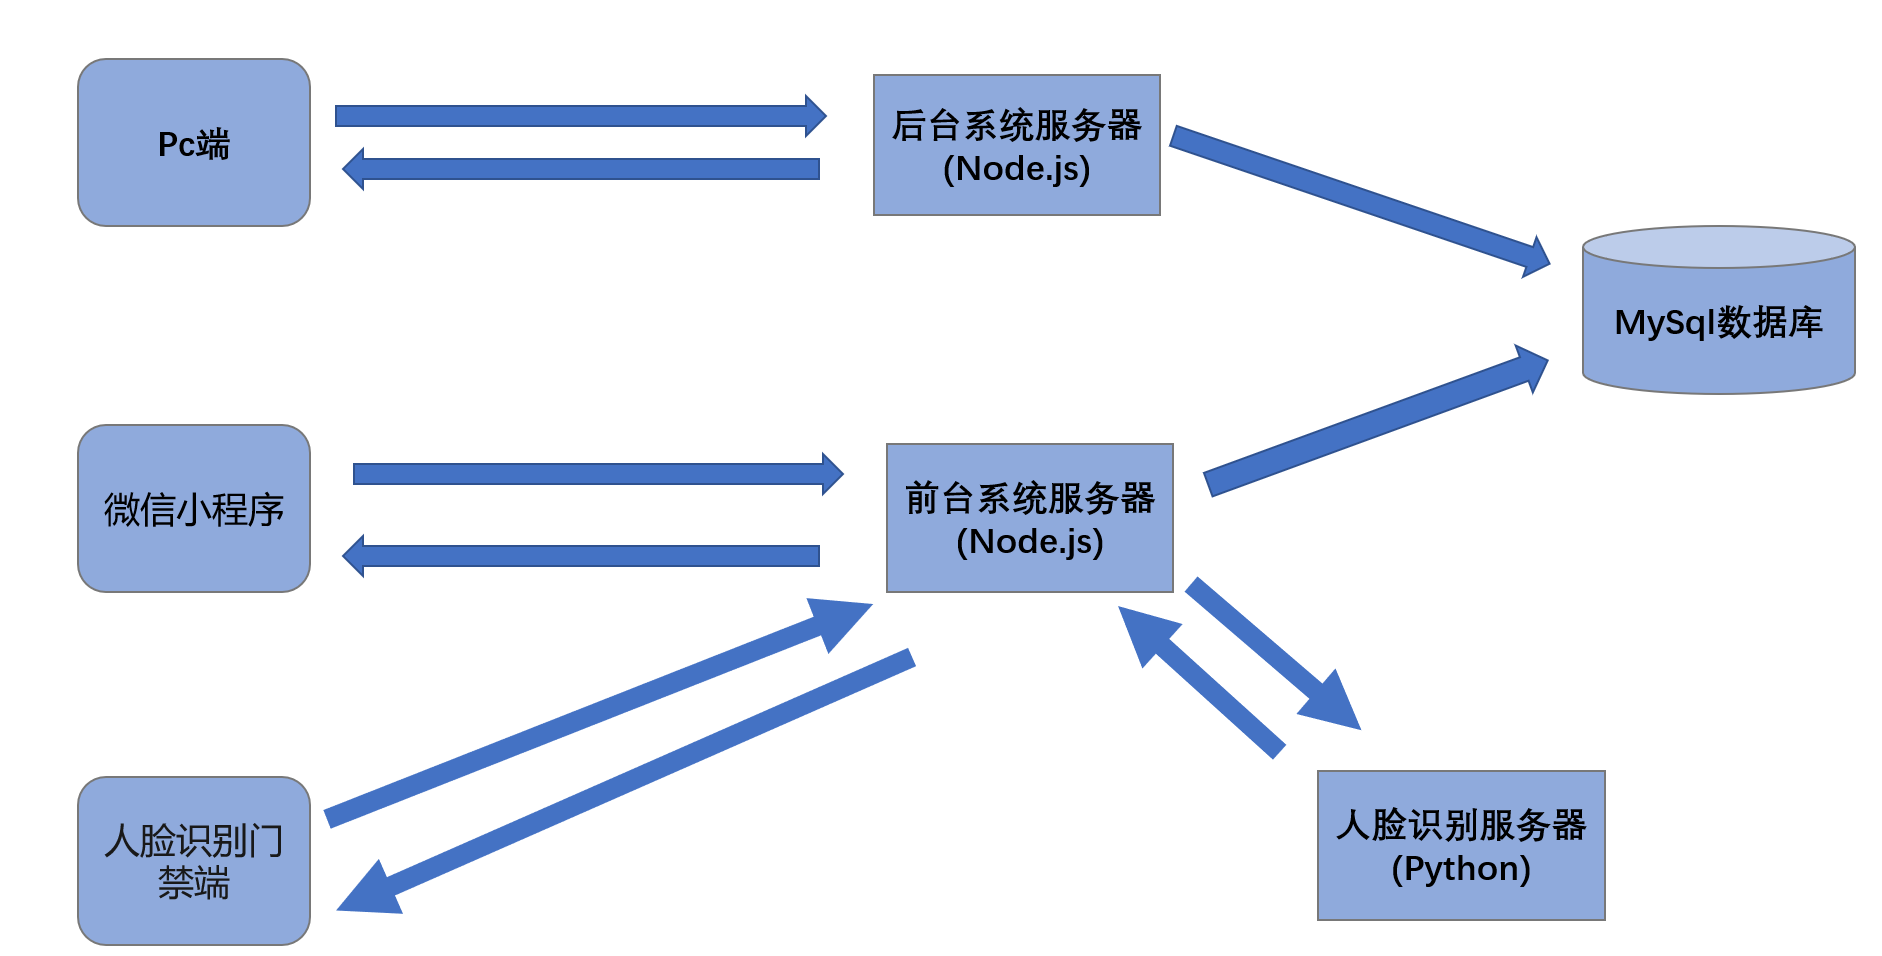 Pc端
后台系统服务器
(Node.js)
MySql数据库
微信小程序
前台系统服务器
(Node.js)
人脸识别门
禁端
人脸识别服务器
(Python)